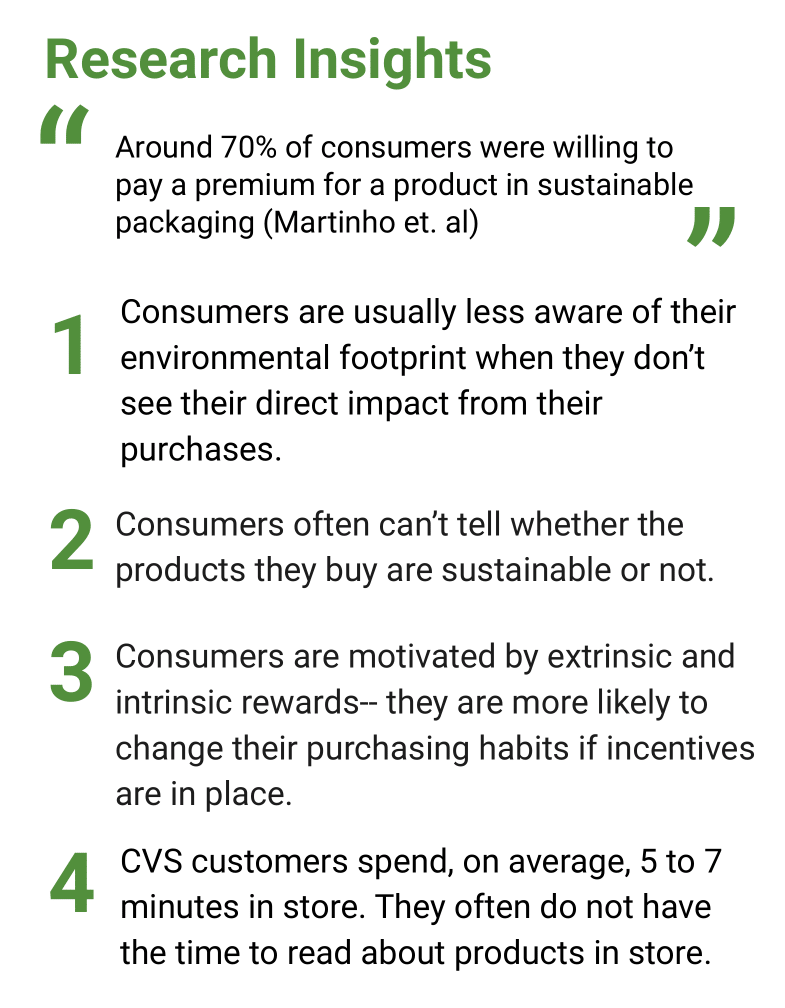 Research Insights
“
Around 70% of consumers were willing to
pay a premium for a product in sustainable
packaging (Martinho et. al)
”
1
Consumers are usually less aware of their
environmental footprint when they don’t
see their direct impact from their
purchases.
2
Consumers often can’t tell whether the
products they buy are sustainable or not.
3
Consumers are motivated by extrinsic and
intrinsic rewards-- they are more likely to
change their purchasing habits if incentives
are in place.
4
CVS customers spend, on average, 5 to 7
minutes in store. They often do not have
the time to read about products in store.